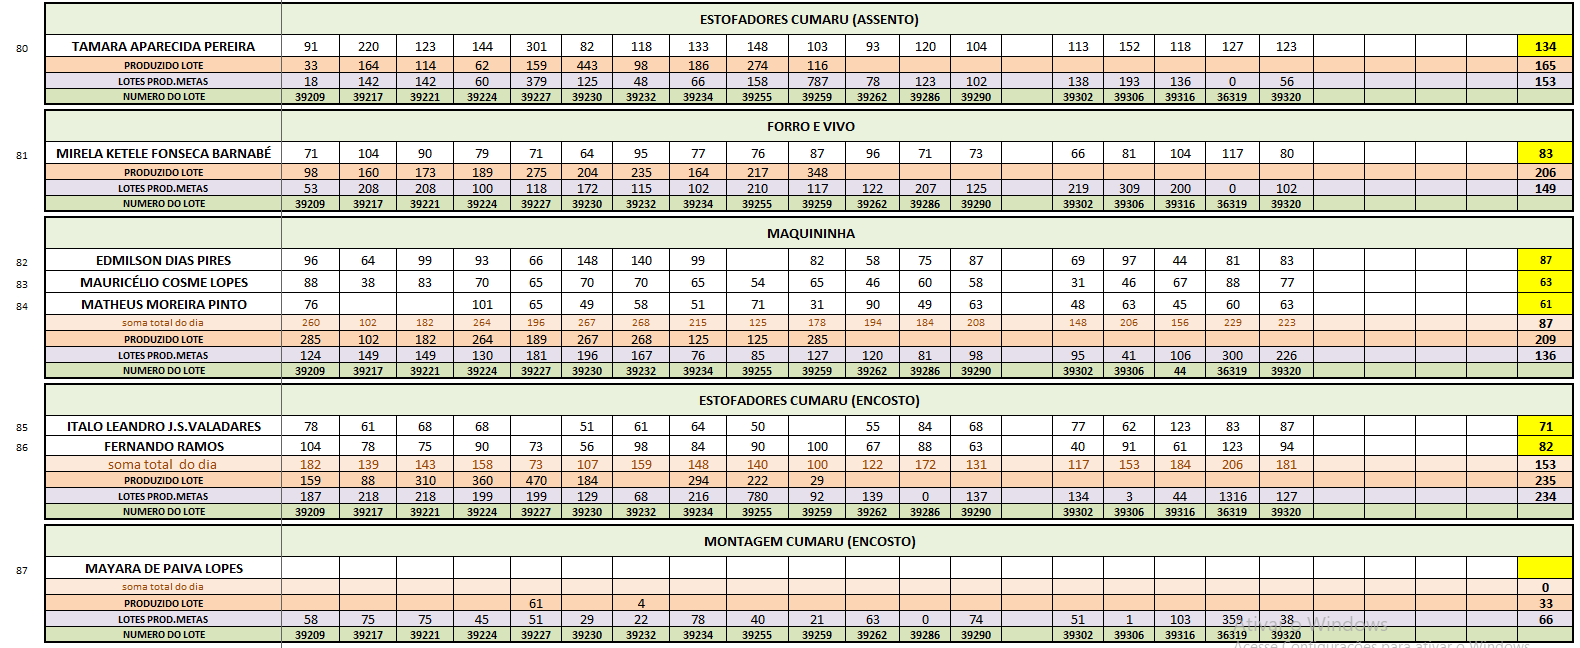 ESTOFADORES CUMARU (ASSENTO)
80 TAMARA APARECIDA PEREIRA 91 220 123 144 301 82 118 133 148 103 93 120 104 113 152 118 127 123 134
PRODUZIDO LOTE 33 164 114 62 159 443 98 186 274 116 165
LOTES PROD.METAS 18 142 142 60 379 125 48 66 158 787 78 123 102 138 193 136 0 56 153
NUMERO DO LOTE 39209 39217 39221 39224 39227 39230 39232 39234 39255 39259 39262 39286 39290 39302 39306 39316 36319 39320
FORRO E VIVO
81 MIRELA KETELE FONSECA BARNABÉ 71 104 90 79 71 64 95 77 76 87 96 71 73 66 81 104 117 80 83
PRODUZIDO LOTE 98 160 173 189 275 204 235 164 217 348 206
LOTES PROD.METAS 53 208 208 100 118 172 115 102 210 117 122 207 125 219 309 200 0 102 149
NUMERO DO LOTE 39209 39217 39221 39224 39227 39230 39232 39234 39255 39259 39262 39286 39290 39302 39306 39316 36319 39320
MAQUININHA
82 EDMILSON DIAS PIRES 96 64 99 93 66 148 140 99 82 58 75 87 69 97 44 81 83 87
83 MAURICÉLIO COSME LOPES 88 38 83 70 65 70 70 65 54 65 46 60 58 31 46 67 88 77 63
84 MATHEUS MOREIRA PINTO 76 101 65 49 58 51 71 31 90 49 63 48 63 45 60 63 61
soma total do dia 260 102 182 264 196 267 268 215 125 178 194 184 208 148 206 156 229 223 87
PRODUZIDO LOTE 285 102 182 264 189 267 268 125 125 285 209
LOTES PROD.METAS 124 149 149 130 181 196 167 76 85 127 120 81 98 95 41 106 300 226 136
NUMERO DO LOTE 39209 39217 39221 39224 39227 39230 39232 39234 39255 39259 39262 39286 39290 39302 39306 44 36319 39320
ESTOFADORES CUMARU (ENCOSTO)
85 ITALO LEANDRO J.S.VALADARES 78 61 68 68 51 61 64 50 55 84 68 77 62 123 83 87 71
86 FERNANDO RAMOS 104 78 75 90 73 56 98 84 90 100 67 88 63 40 91 61 123 94 82
soma total do dia 182 139 143 158 73 107 159 148 140 100 122 172 131 117 153 184 206 181 153
PRODUZIDO LOTE 159 88 310 360 470 184 294 222 29 235
LOTES PROD.METAS 187 218 218 199 199 129 68 216 780 92 139 0 137 134 3 44 1316 127 234
NUMERO DO LOTE 39209 39217 39221 39224 39227 39230 39232 39234 39255 39259 39262 39286 39290 39302 39306 39316 36319 39320
MONTAGEM CUMARU (ENCOSTO)
87 MAYARA DE PAIVA LOPES
soma total do dia 0
PRODUZIDO LOTE 61 4 33
LOTES PROD.METAS 58 75 75 45 51 29 22 78 40 21 63 0 74 51 1 103 359 38 66
NUMERO DO LOTE 39209 39217 39221 39224 39227 39230 39232 39234 39255 39259 39262 39286 39290 39302 39306 39316 36319 39320
Ativar o Windows
Acesse Configurações para ativar o Windows